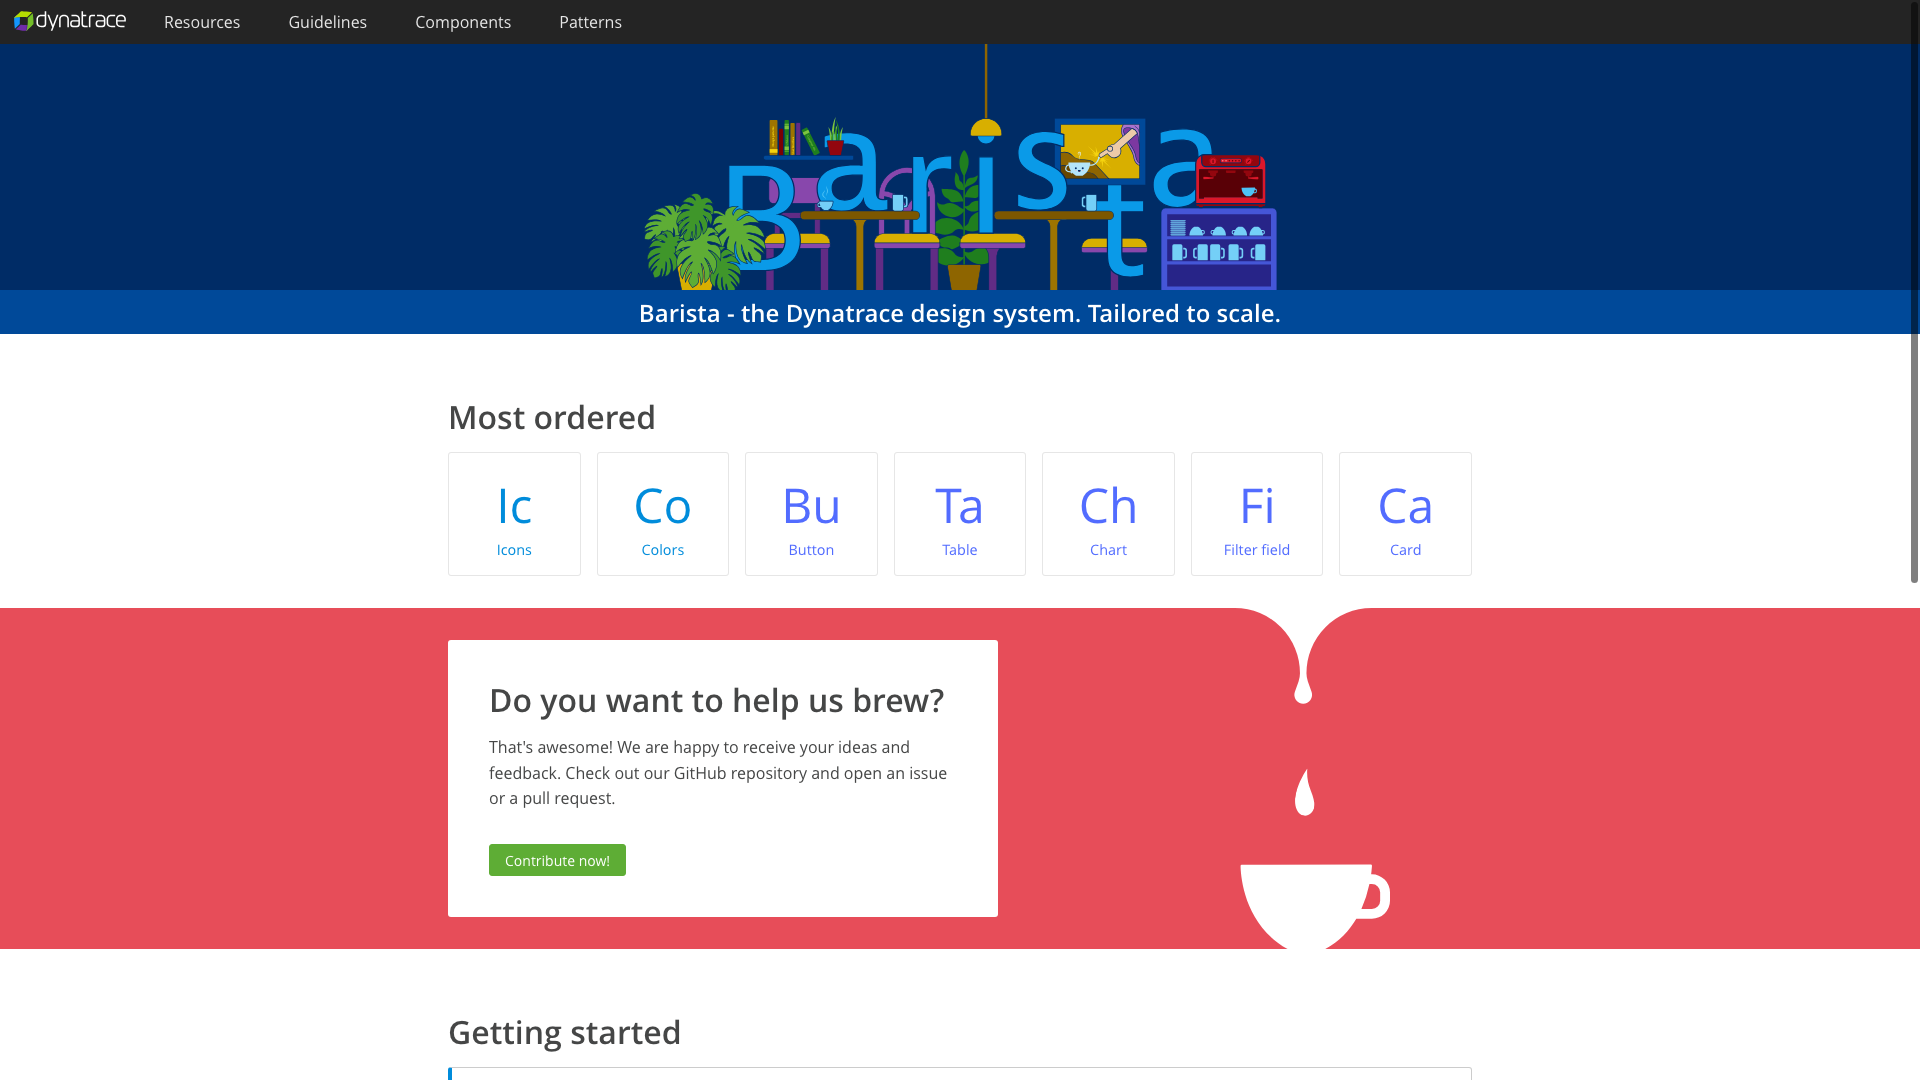 dynatrace Resources Guidelines Components Patterns
Barista
Barista - the Dynatrace design system. Tailored to scale.
Most ordered
Ic Co Bu Ta Ch Fi Ca
Icons Colors Button Table Chart Filter field Card
Do you want to help us brew?
That's awesome! We are happy to receive your ideas and
feedback. Check out our GitHub repository and open an issue
or a pull request.
Contribute now!
Getting started